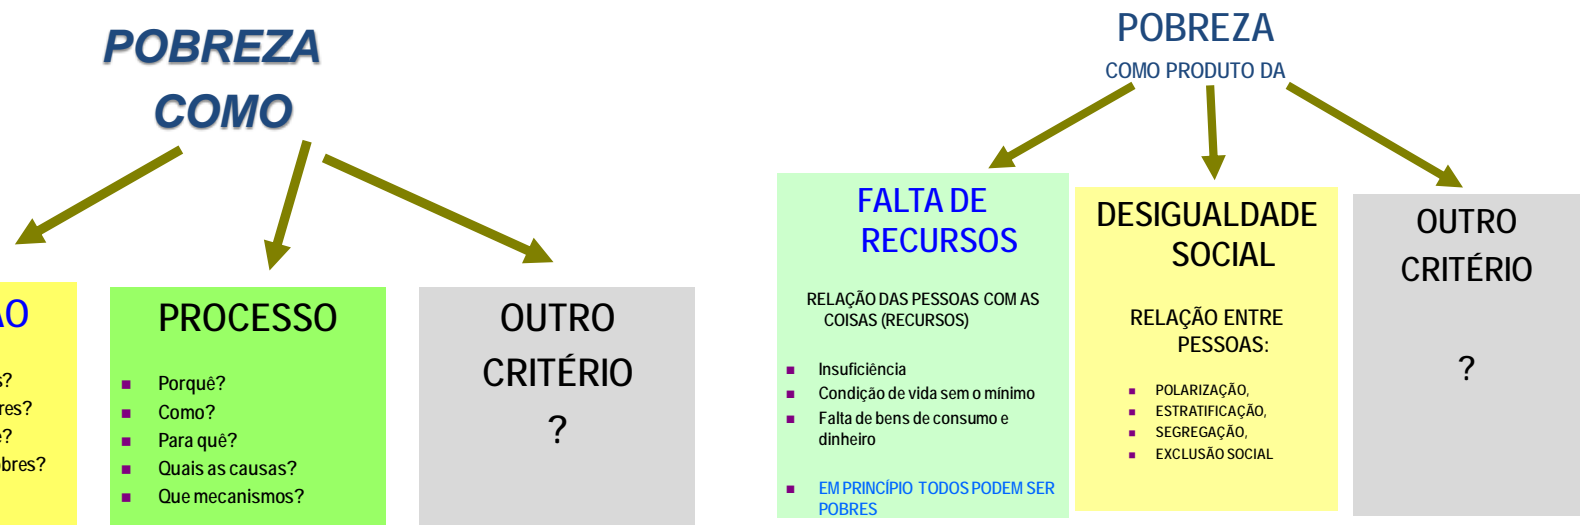 POBREZA
COMO
PROCESSO
Porquê?
Como?
Para quê?
Quais as causas?
Que mecanismos?
OUTRO
CRITÉRIO
?
POBREZA
COMO PRODUTO DA
FALTA DE
RECURSOS
RELAÇÃO DAS PESSOAS COM AS
COISAS (RECURSOS)
Insuficiência
Condição de vida sem o mínimo
Falta de bens de consumo e
dinheiro
EM PRINCÍPIO TODOS PODEM SER
POBRES
DESIGUALDADE
SOCIAL
RELAÇÃO ENTRE
PESSOAS:
POLARIZAÇÃO,
ESTRATIFICAÇÃO,
SEGREGAÇÃO,
EXCLUSÃO SOCIAL
OUTRO
CRITÉRIO
?